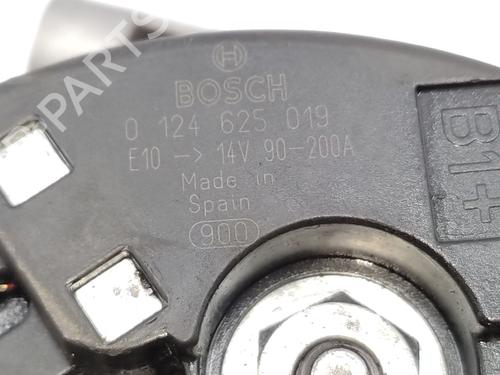 BOSCH
0 124 625 019
E10 -> 14V 90-200A
Made in
Spain
900
B1+
B-PARTS